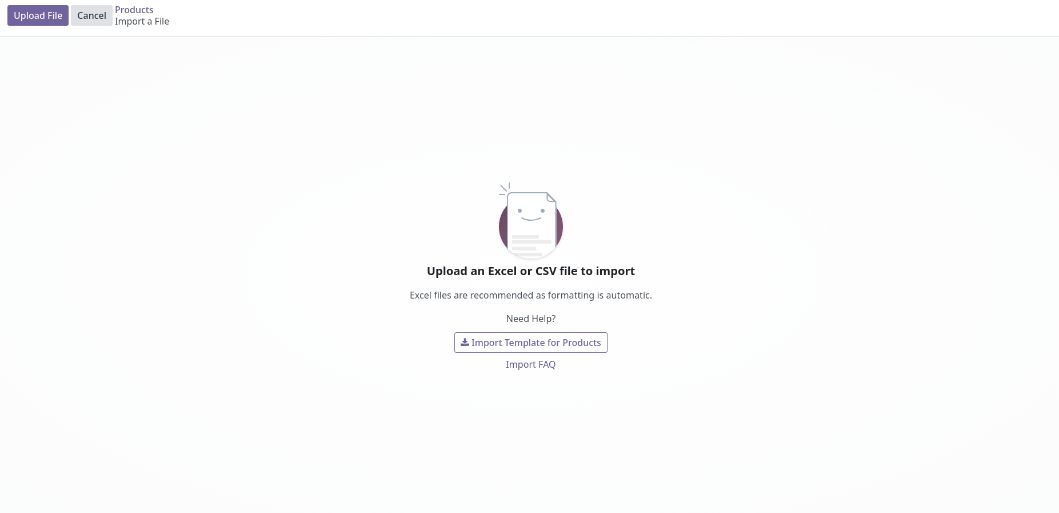 Upload File
Cancel
Products
Import a File
Upload an Excel or CSV file to import
Excel files are recommended as formatting is automatic.
Need Help?
Import Template for Products
Import FAQ